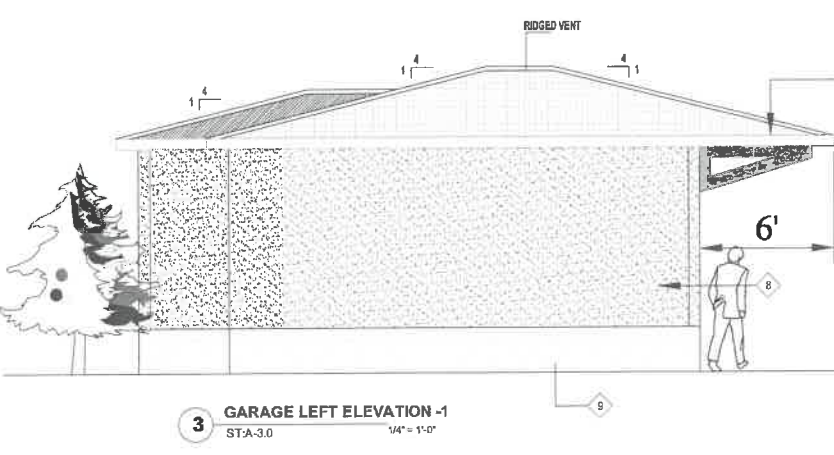 RIDGED VENT
4
1
4
1
4
1
6'
8
9
3
GARAGE LEFT ELEVATION -1
ST:A-3.0
1/4" = 1'-0"